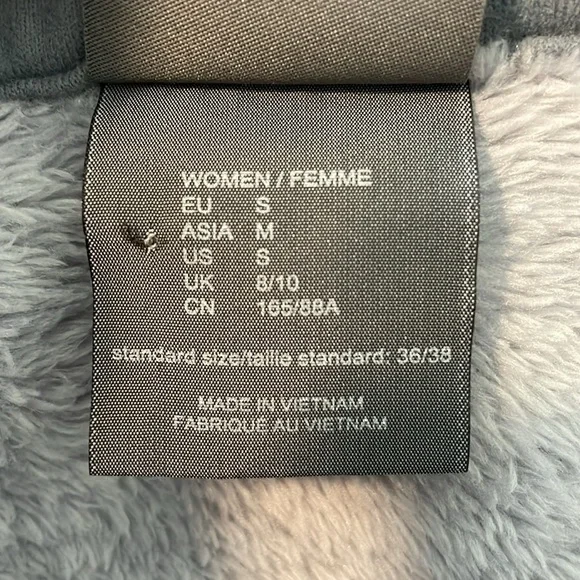 WOMEN / FEMME
EU S
ASIA M
US S
UK 8/10
CN 165/88A
standard size/taille standard: 36/38
MADE IN VIETNAM
FABRIQUE AU VIETNAM